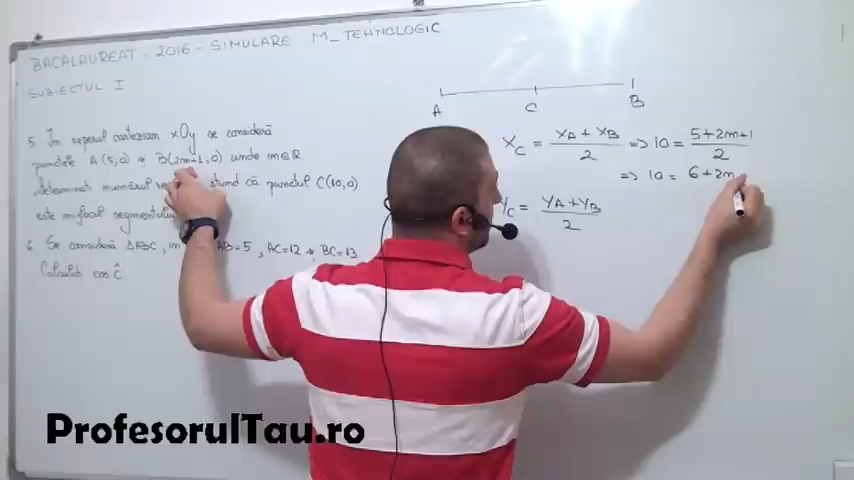 BACALAUREAT - 2016 - SIMULARE M_TEHNOLOGIC
SUBIECTUL I
5. În reperul cartezian xOy se consideră
punctele A(5,0) și B(2m+1,0) unde m∈R
determinați numărul știind că punctul C(10,0)
este mijlocul segmentului
6. Se consideră ΔABC, în AB=5, AC=12 și BC=13
Calculați cos Ĉ
A C B
X_C = (X_A + X_B)/2 => 10 = (5+2m+1)/2
=> 10 = 6+2m
Y_C = (Y_A+Y_B)/2
ProfesorulTau.ro